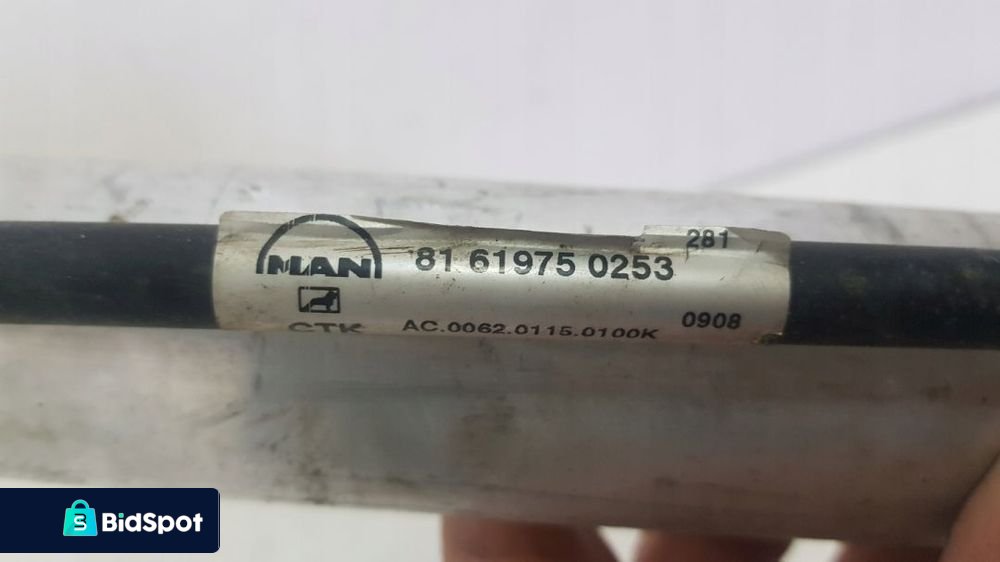 281
MAN 81 61975 0253
CTK AC.0062.0115.0100K 0908
BidSpot